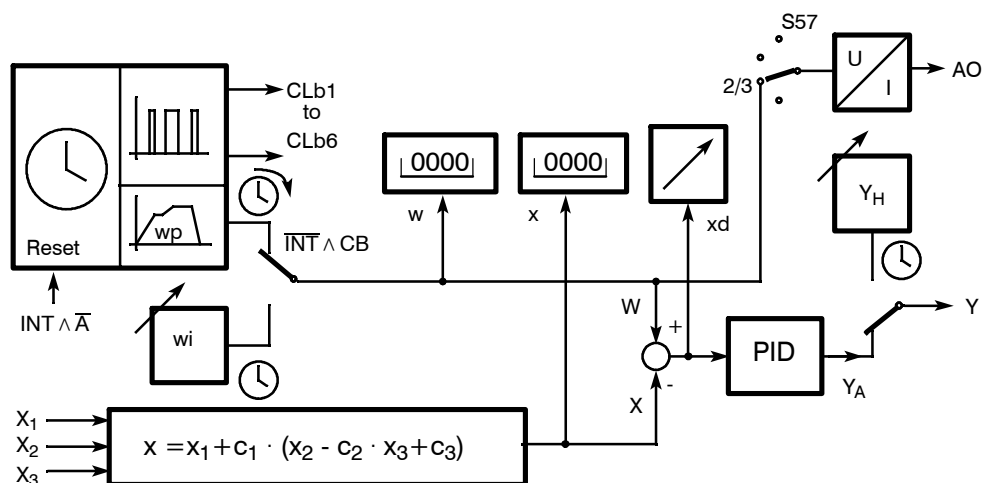 S57
U
I
AO
2/3
CLb1
to
CLb6
0000
0000
Y_H
w
x
xd
wp
Reset
I̅N̅T̅ ∧ CB
INT ∧ A̅
wi
W
+
-
X
PID
Y_A
Y
X₁
X₂
X₃
x = x₁ + c₁ · (x₂ - c₂ · x₃ + c₃)